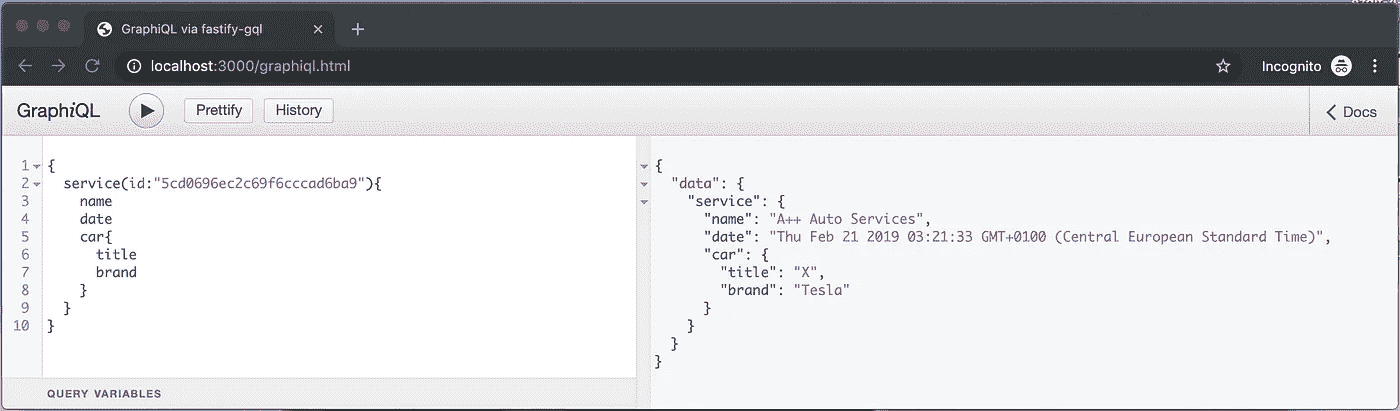 GraphiQL via fastify-gql
localhost:3000/graphiql.html
Incognito
GraphiQL
Prettify
History
Docs
1 {
2 service(id:"5cd0696ec2c69f6cccad6ba9"){
3 name
4 date
5 car{
6 title
7 brand
8 }
9 }
10 }
QUERY VARIABLES
{
"data": {
"service": {
"name": "A++ Auto Services",
"date": "Thu Feb 21 2019 03:21:33 GMT+0100 (Central European Standard Time)",
"car": {
"title": "X",
"brand": "Tesla"
}
}
}
}